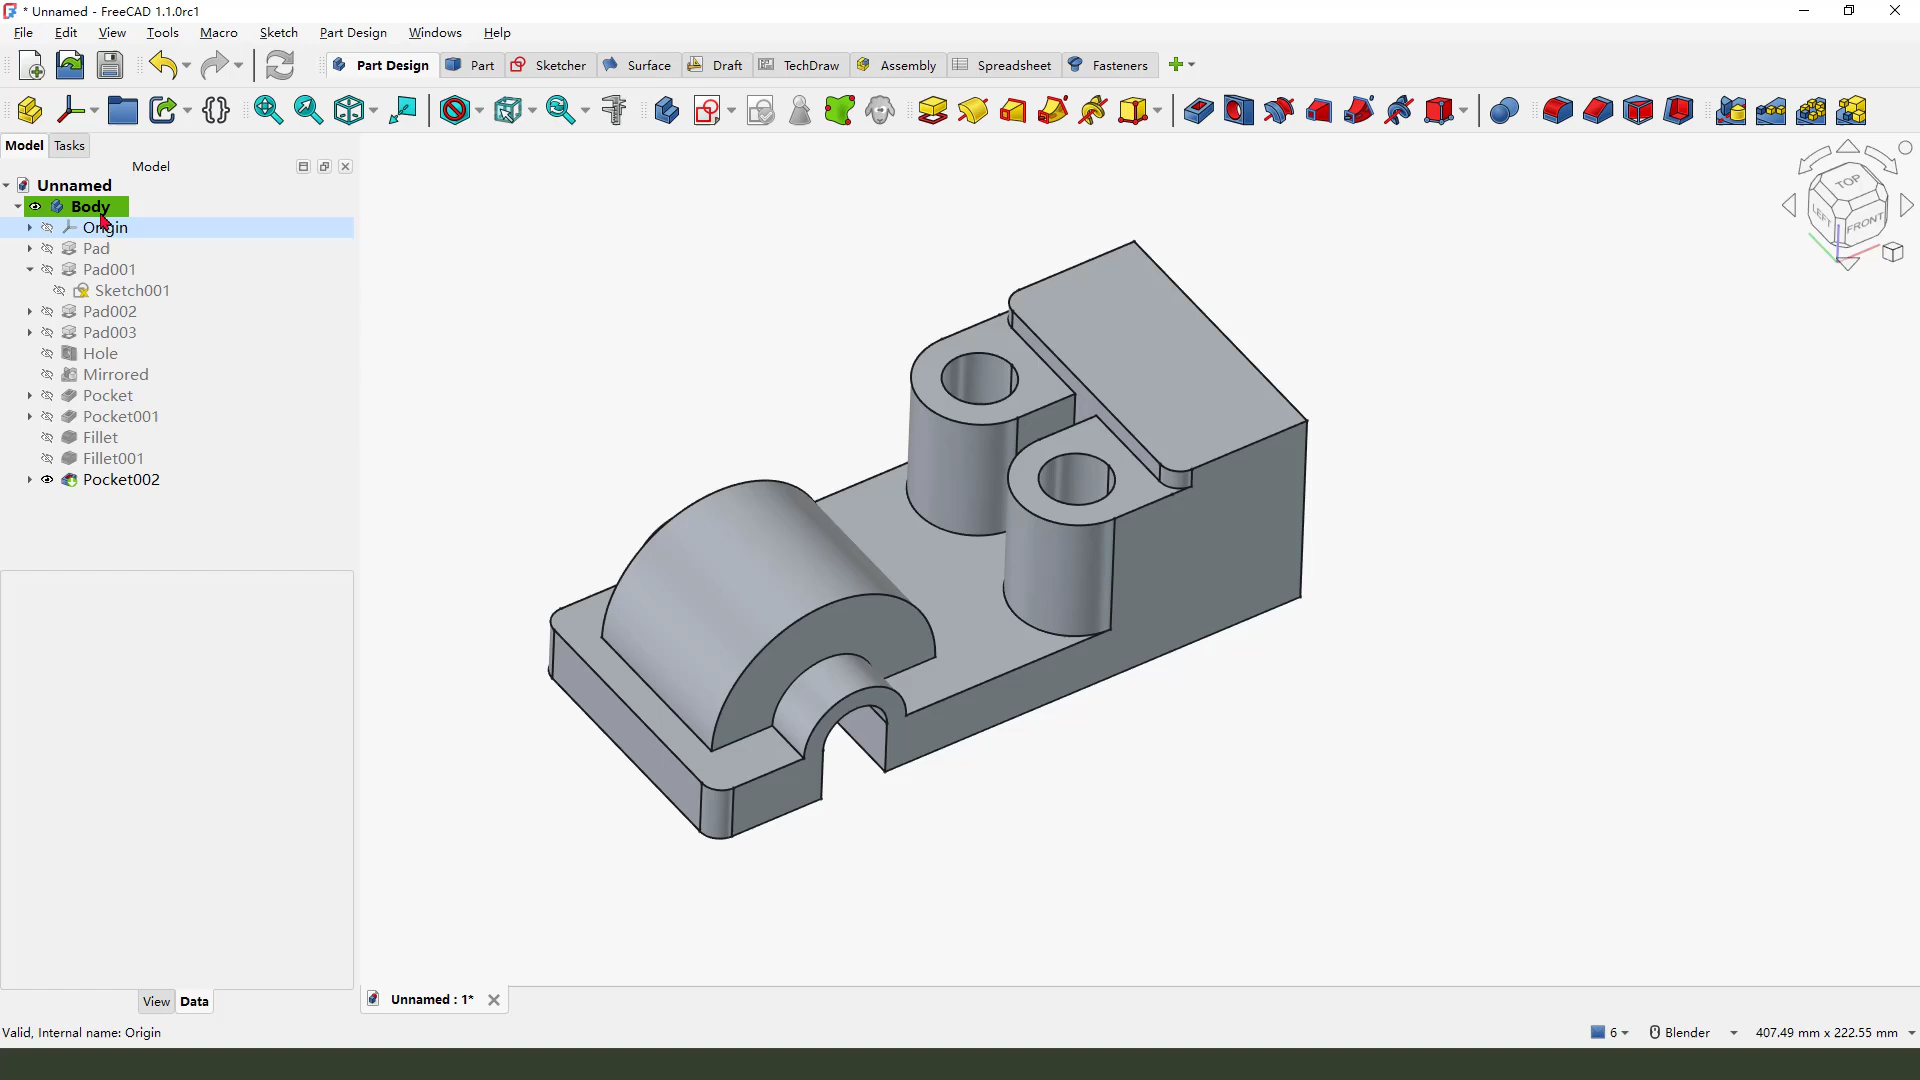 * Unnamed - FreeCAD 1.1.0rc1
File Edit View Tools Macro Sketch Part Design Windows Help
Part Design Part Sketcher Surface Draft TechDraw Assembly Spreadsheet Fasteners
Model Tasks
Model
Unnamed
Body
Origin
Pad
Pad001
Sketch001
Pad002
Pad003
Hole
Mirrored
Pocket
Pocket001
Fillet
Fillet001
Pocket002
TOP
LEFT
FRONT
View Data
Unnamed : 1*
Valid, Internal name: Origin
6 Blender 407.49 mm x 222.55 mm